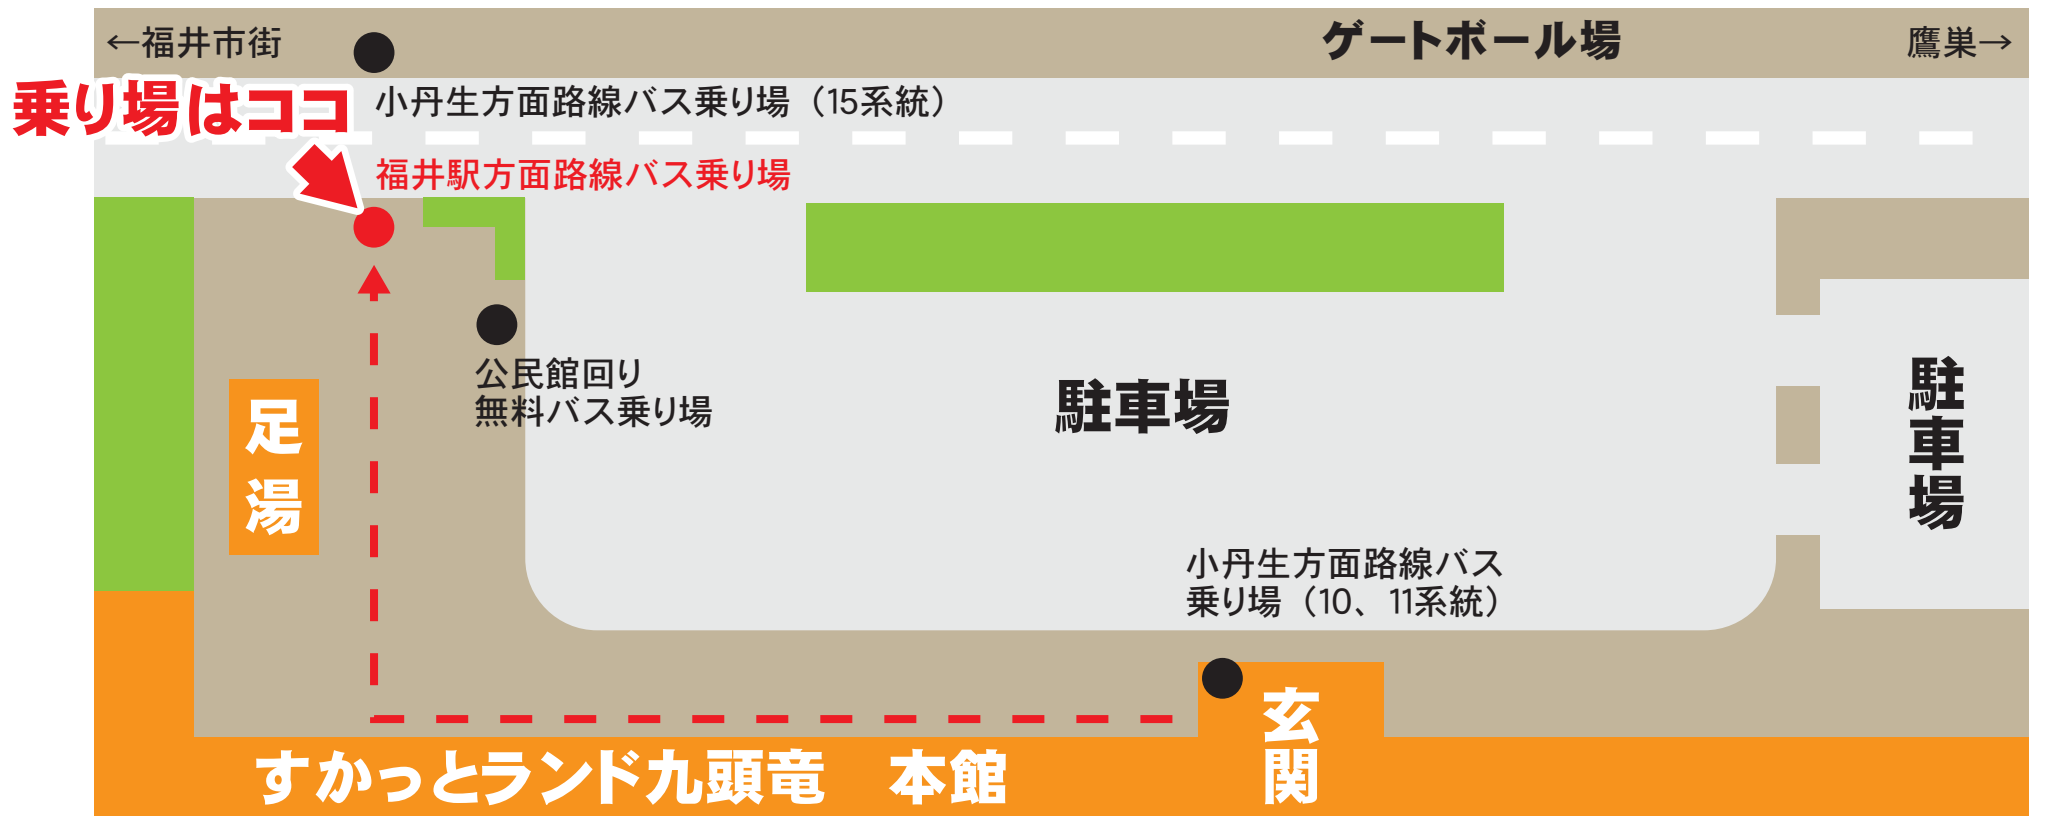 ←福井市街
ゲートボール場
鷹巣→
乗り場はココ
小丹生方面路線バス乗り場（15系統）
福井駅方面路線バス乗り場
公民館回り
無料バス乗り場
足湯
駐車場
駐車場
小丹生方面路線バス
乗り場（10、11系統）
玄関
すかっとランド九頭竜　本館